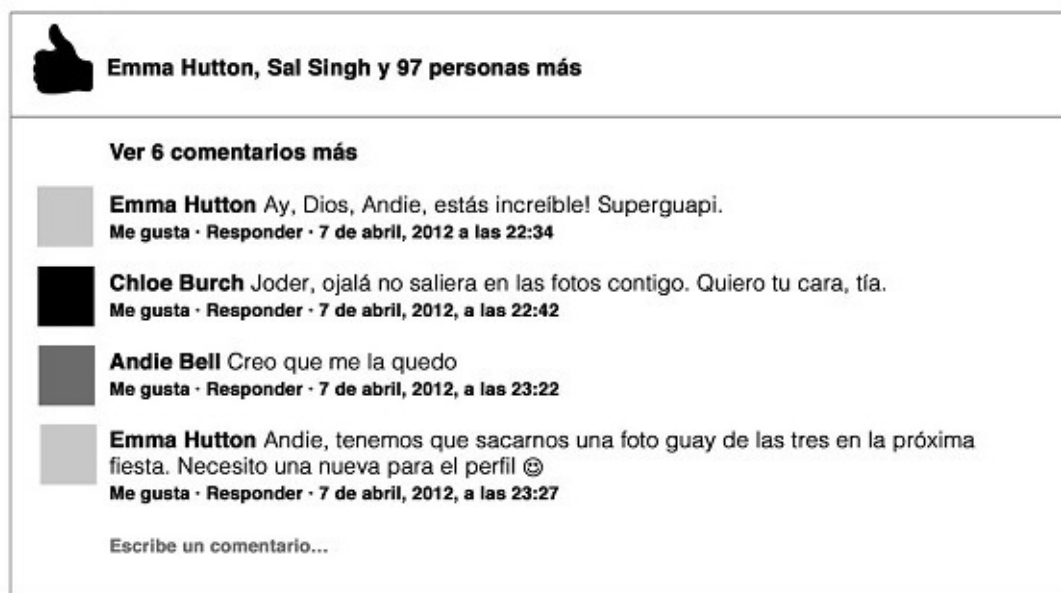 Emma Hutton, Sal Singh y 97 personas más
Ver 6 comentarios más
Emma Hutton Ay, Dios, Andie, estás increíble! Superguapi.
Me gusta · Responder · 7 de abril, 2012 a las 22:34
Chloe Burch Joder, ojalá no saliera en las fotos contigo. Quiero tu cara, tía.
Me gusta · Responder · 7 de abril, 2012, a las 22:42
Andie Bell Creo que me la quedo
Me gusta · Responder · 7 de abril, 2012, a las 23:22
Emma Hutton Andie, tenemos que sacarnos una foto guay de las tres en la próxima
fiesta. Necesito una nueva para el perfil ☺
Me gusta · Responder · 7 de abril, 2012, a las 23:27
Escribe un comentario...